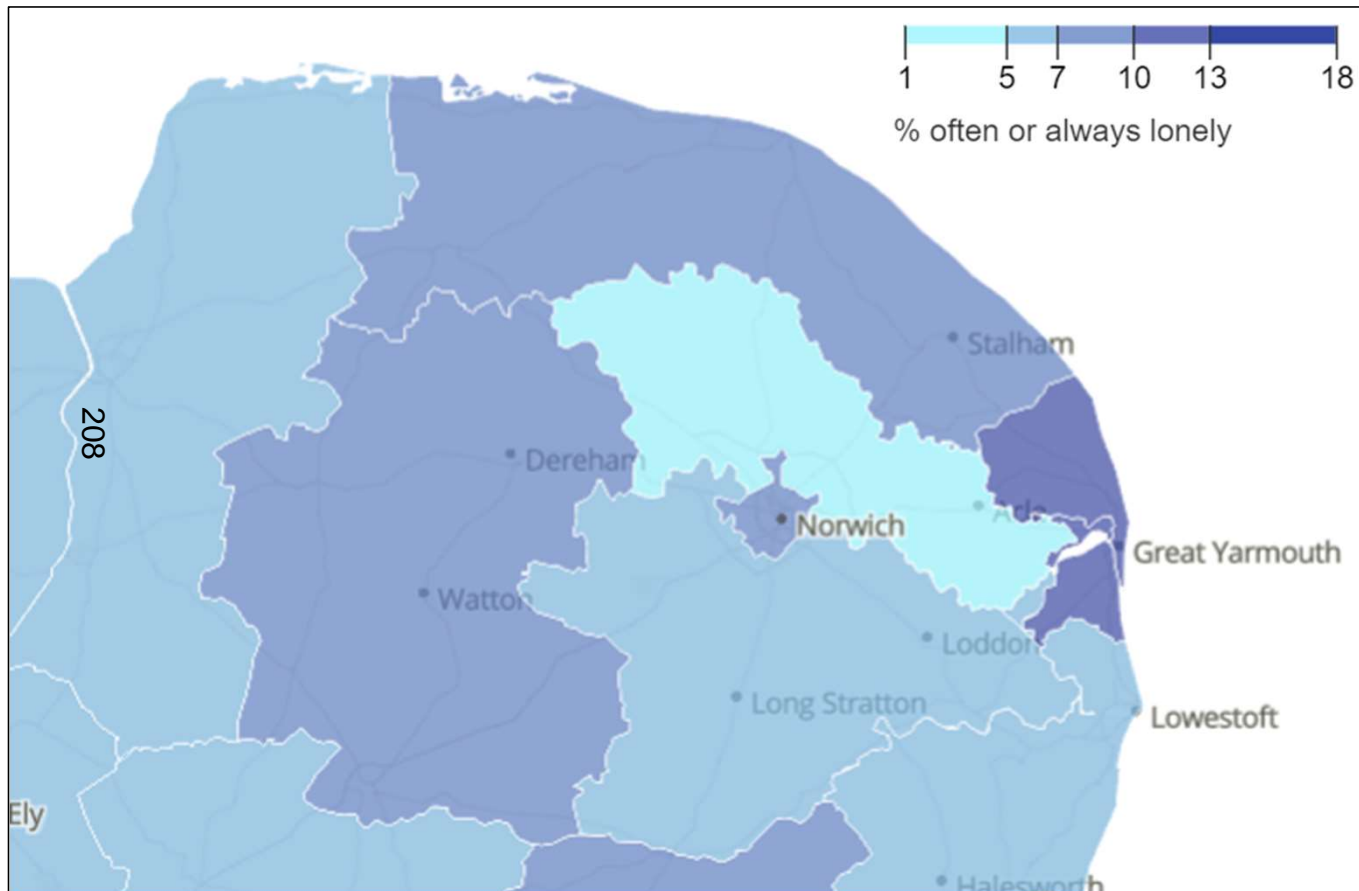 1 5 7 10 13 18
% often or always lonely
Stalham
208
Dereham
Norwich
Great Yarmouth
Watton
Loddon
Long Stratton
Lowestoft
Ely
Halesworth